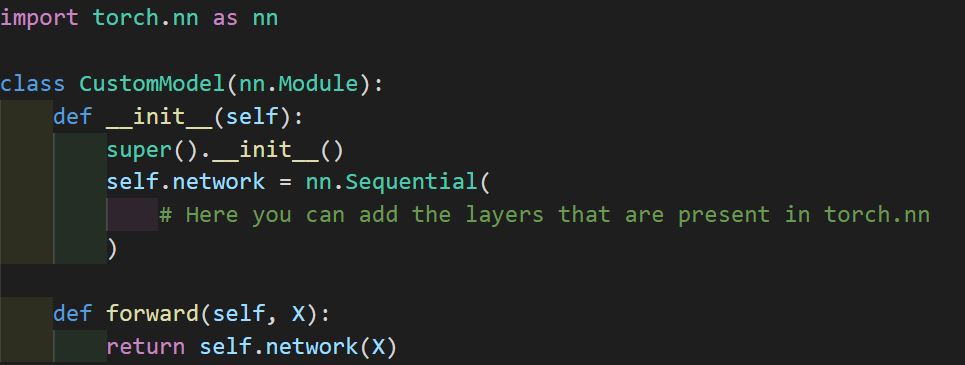 import torch.nn as nn
class CustomModel(nn.Module):
    def __init__(self):
        super().__init__()
        self.network = nn.Sequential(
            # Here you can add the layers that are present in torch.nn
        )
    def forward(self, X):
        return self.network(X)